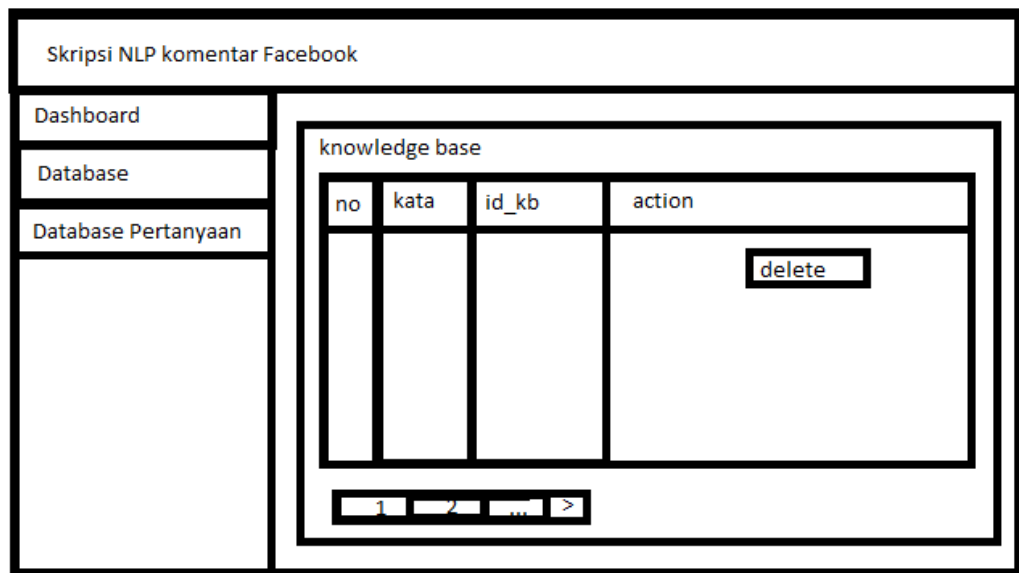 Skripsi NLP komentar Facebook
Dashboard
Database
Database Pertanyaan
knowledge base
no kata id_kb action
delete
1 2 ... >